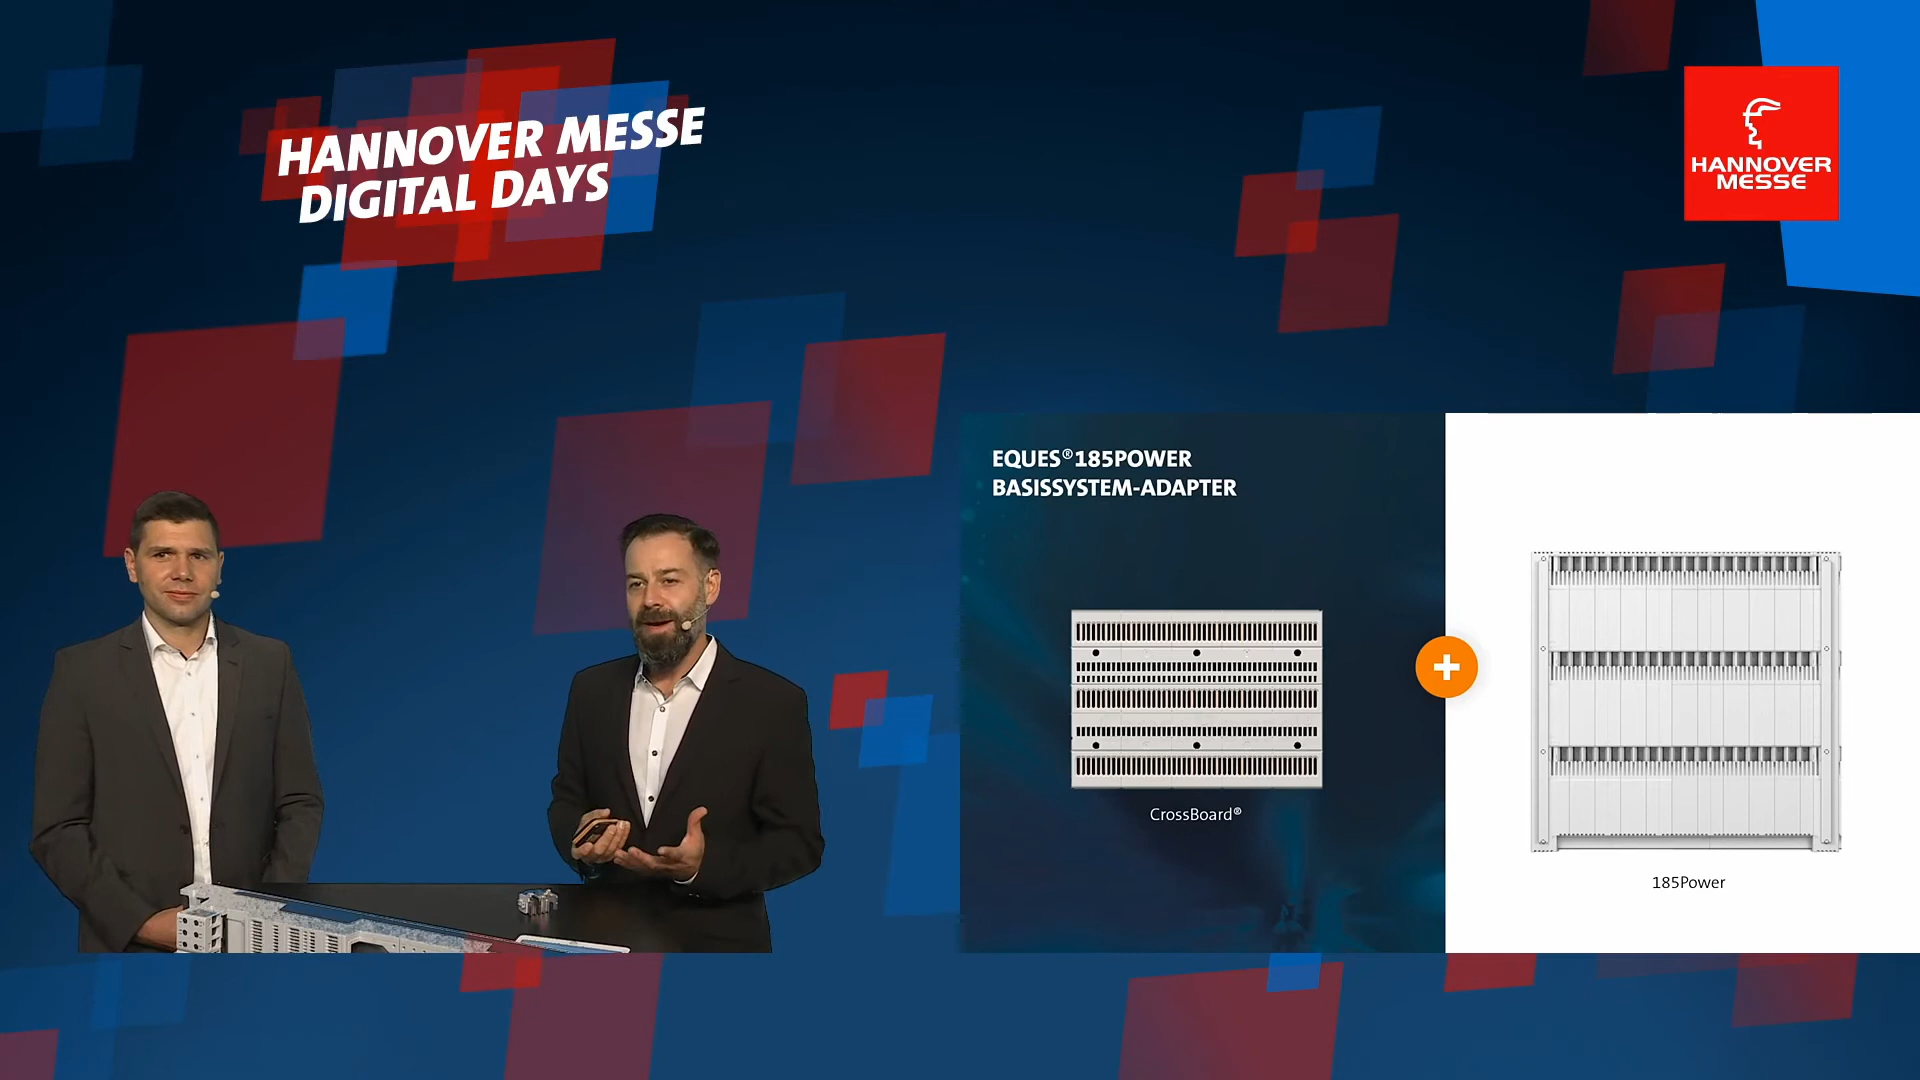 HANNOVER MESSE
DIGITAL DAYS
HANNOVER
MESSE
EQUES®185POWER
BASISSYSTEM-ADAPTER
CrossBoard®
185Power